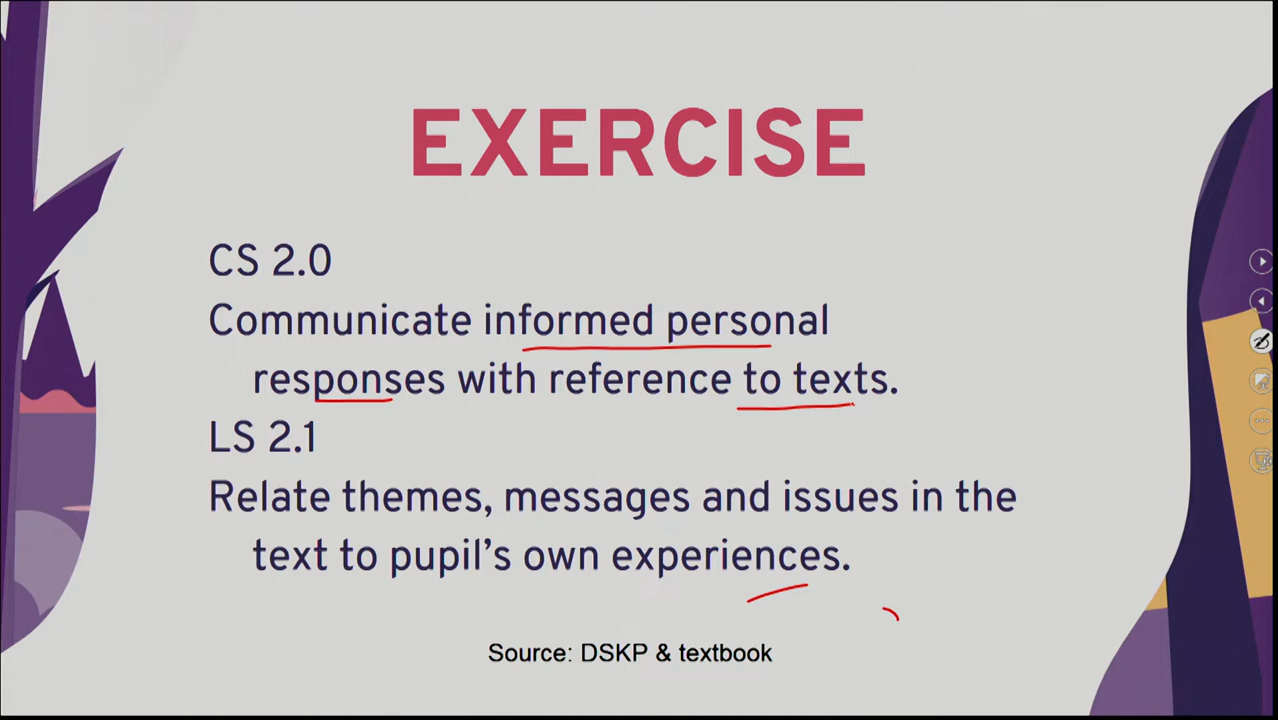 EXERCISE
CS 2.0
Communicate informed personal
responses with reference to texts.
LS 2.1
Relate themes, messages and issues in the
text to pupil's own experiences.
Source: DSKP & textbook